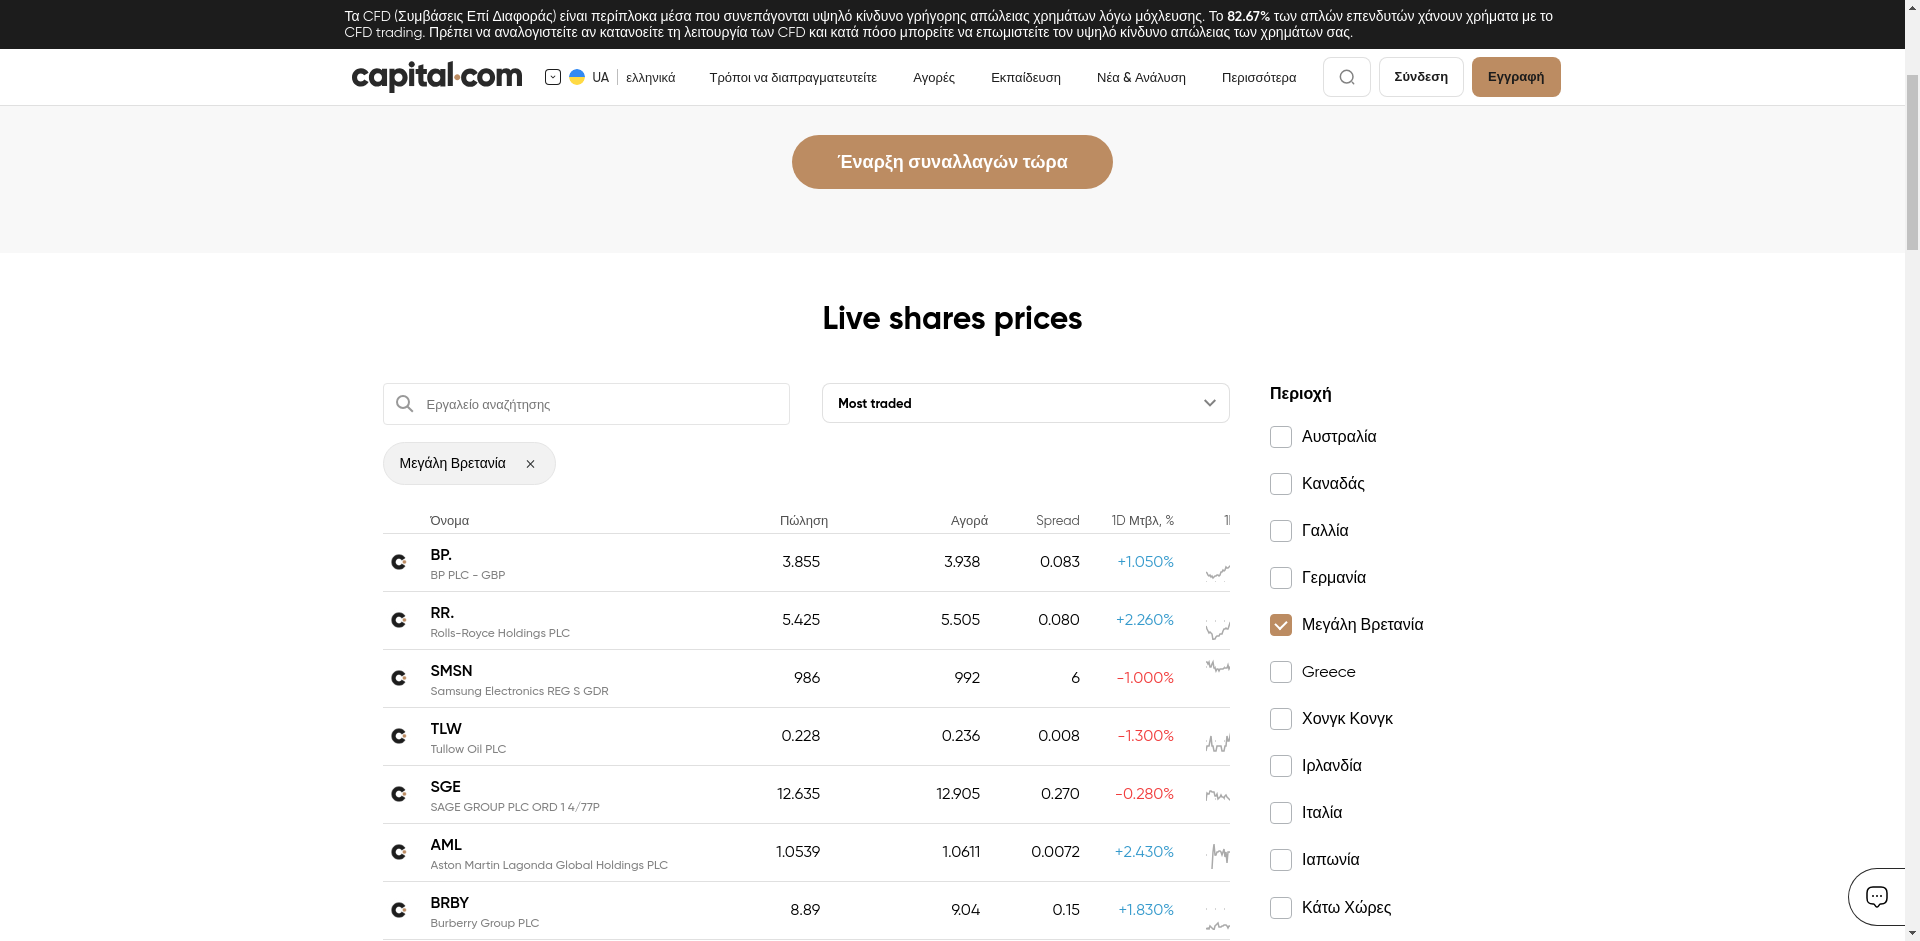 Τα CFD (Συμβάσεις Επί Διαφοράς) είναι περίπλοκα μέσα που συνεπάγονται υψηλό κίνδυνο γρήγορης απώλειας χρημάτων λόγω μόχλευσης. Το 82.67% των απλών επενδυτών χάνουν χρήματα με το
CFD trading. Πρέπει να αναλογιστείτε αν κατανοείτε τη λειτουργία των CFD και κατά πόσο μπορείτε να επωμιστείτε τον υψηλό κίνδυνο απώλειας των χρημάτων σας.
capital.com UA ελληνικά Τρόποι να διαπραγματευτείτε Αγορές Εκπαίδευση Νέα & Ανάλυση Περισσότερα Σύνδεση Εγγραφή
Έναρξη συναλλαγών τώρα
Live shares prices
Εργαλείο αναζήτησης
Most traded
Μεγάλη Βρετανία ×
Όνομα Πώληση Αγορά Spread 1D Μτβλ, %
BP. 3.855 3.938 0.083 +1.050%
BP PLC - GBP
RR. 5.425 5.505 0.080 +2.260%
Rolls-Royce Holdings PLC
SMSN 986 992 6 -1.000%
Samsung Electronics REG S GDR
TLW 0.228 0.236 0.008 -1.300%
Tullow Oil PLC
SGE 12.635 12.905 0.270 -0.280%
SAGE GROUP PLC ORD 1 4/77P
AML 1.0539 1.0611 0.0072 +2.430%
Aston Martin Lagonda Global Holdings PLC
BRBY 8.89 9.04 0.15 +1.830%
Burberry Group PLC
Περιοχή
Αυστραλία
Καναδάς
Γαλλία
Γερμανία
Μεγάλη Βρετανία
Greece
Χονγκ Κονγκ
Ιρλανδία
Ιταλία
Ιαπωνία
Κάτω Χώρες